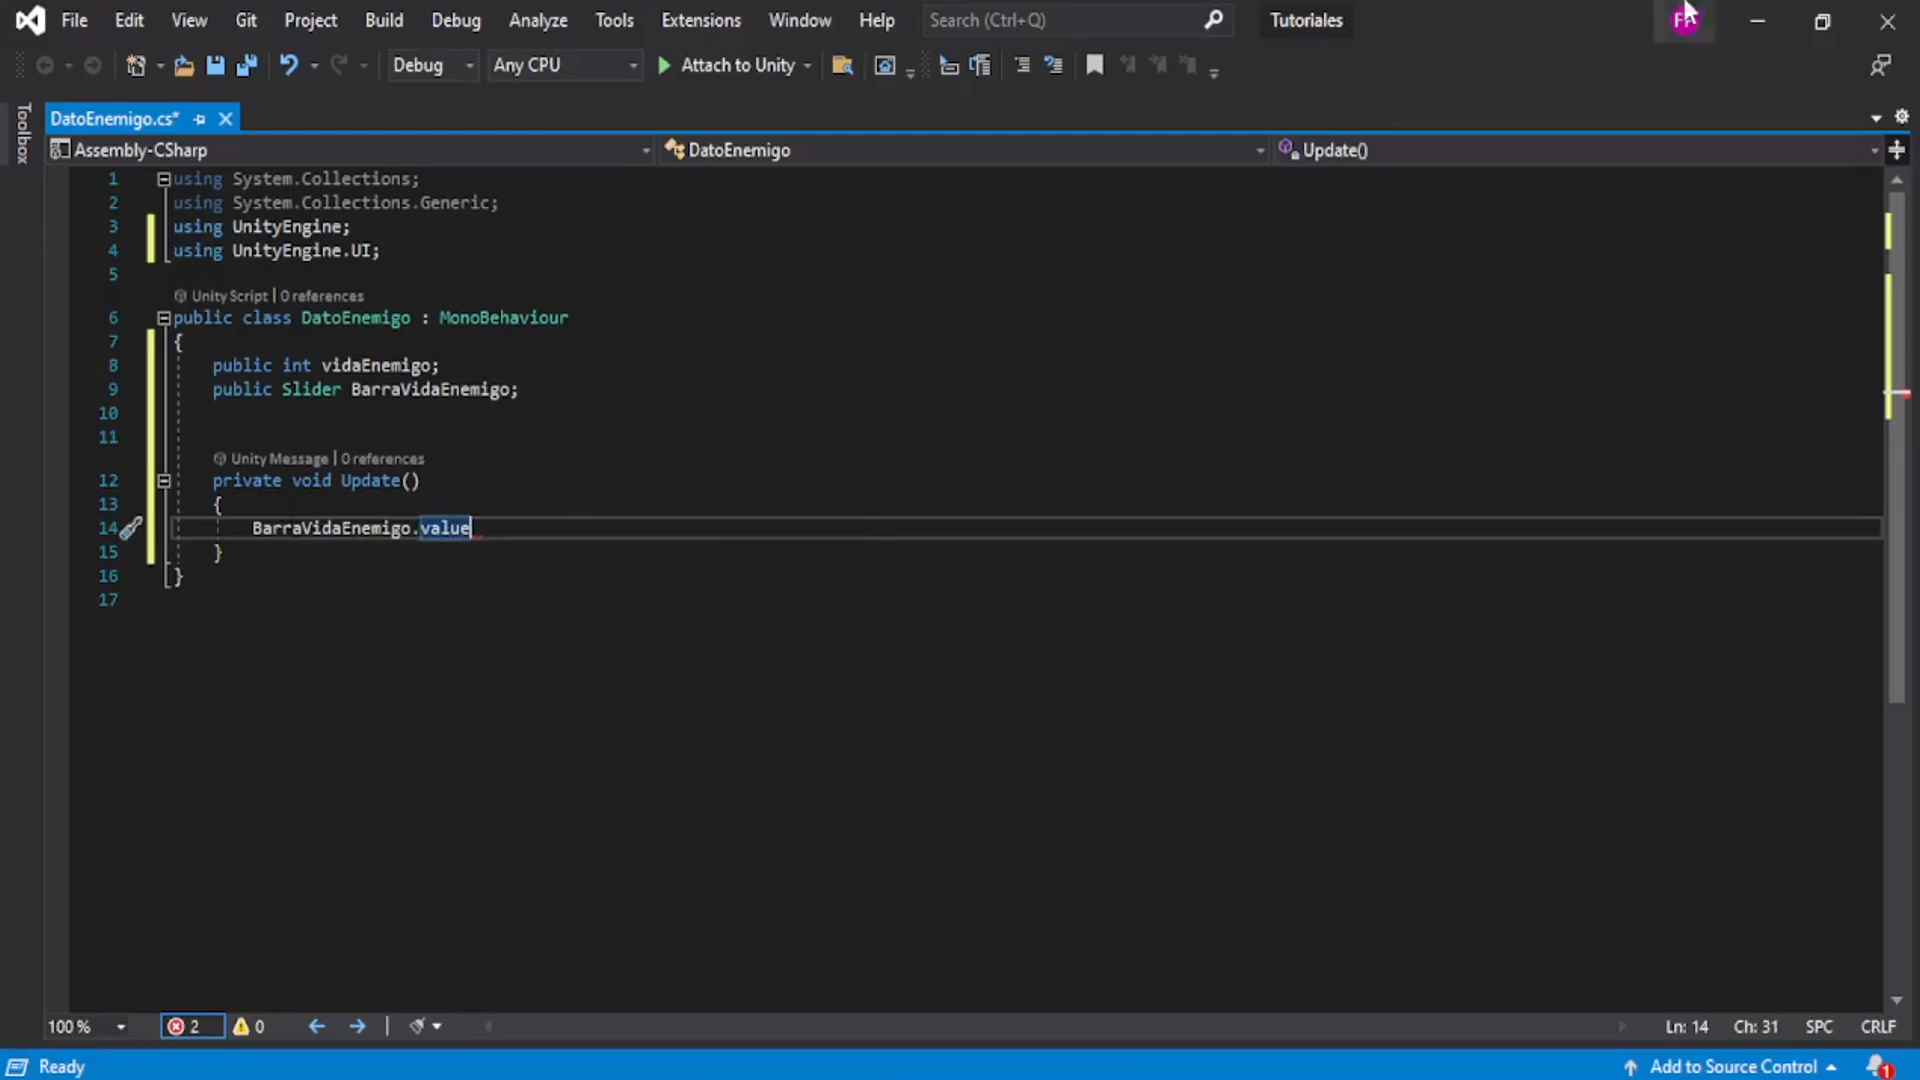 File Edit View Git Project Build Debug Test Analyze Tools Extensions Window Help Search (Ctrl+Q) Tutoriales
Debug Any CPU Attach to Unity
Toolbox
DatoEnemigo.cs*
Assembly-CSharp DatoEnemigo Update()
1 using System.Collections;
2 using System.Collections.Generic;
3 using UnityEngine;
4 using UnityEngine.UI;
5
Unity Script | 0 references
6 public class DatoEnemigo : MonoBehaviour
7 {
8 public int vidaEnemigo;
9 public Slider BarraVidaEnemigo;
10
11
Unity Message | 0 references
12 private void Update()
13 {
14 BarraVidaEnemigo.value
15 }
16 }
17
100 % 2 0 Ln: 14 Ch: 31 SPC CRLF
Ready Add to Source Control 1